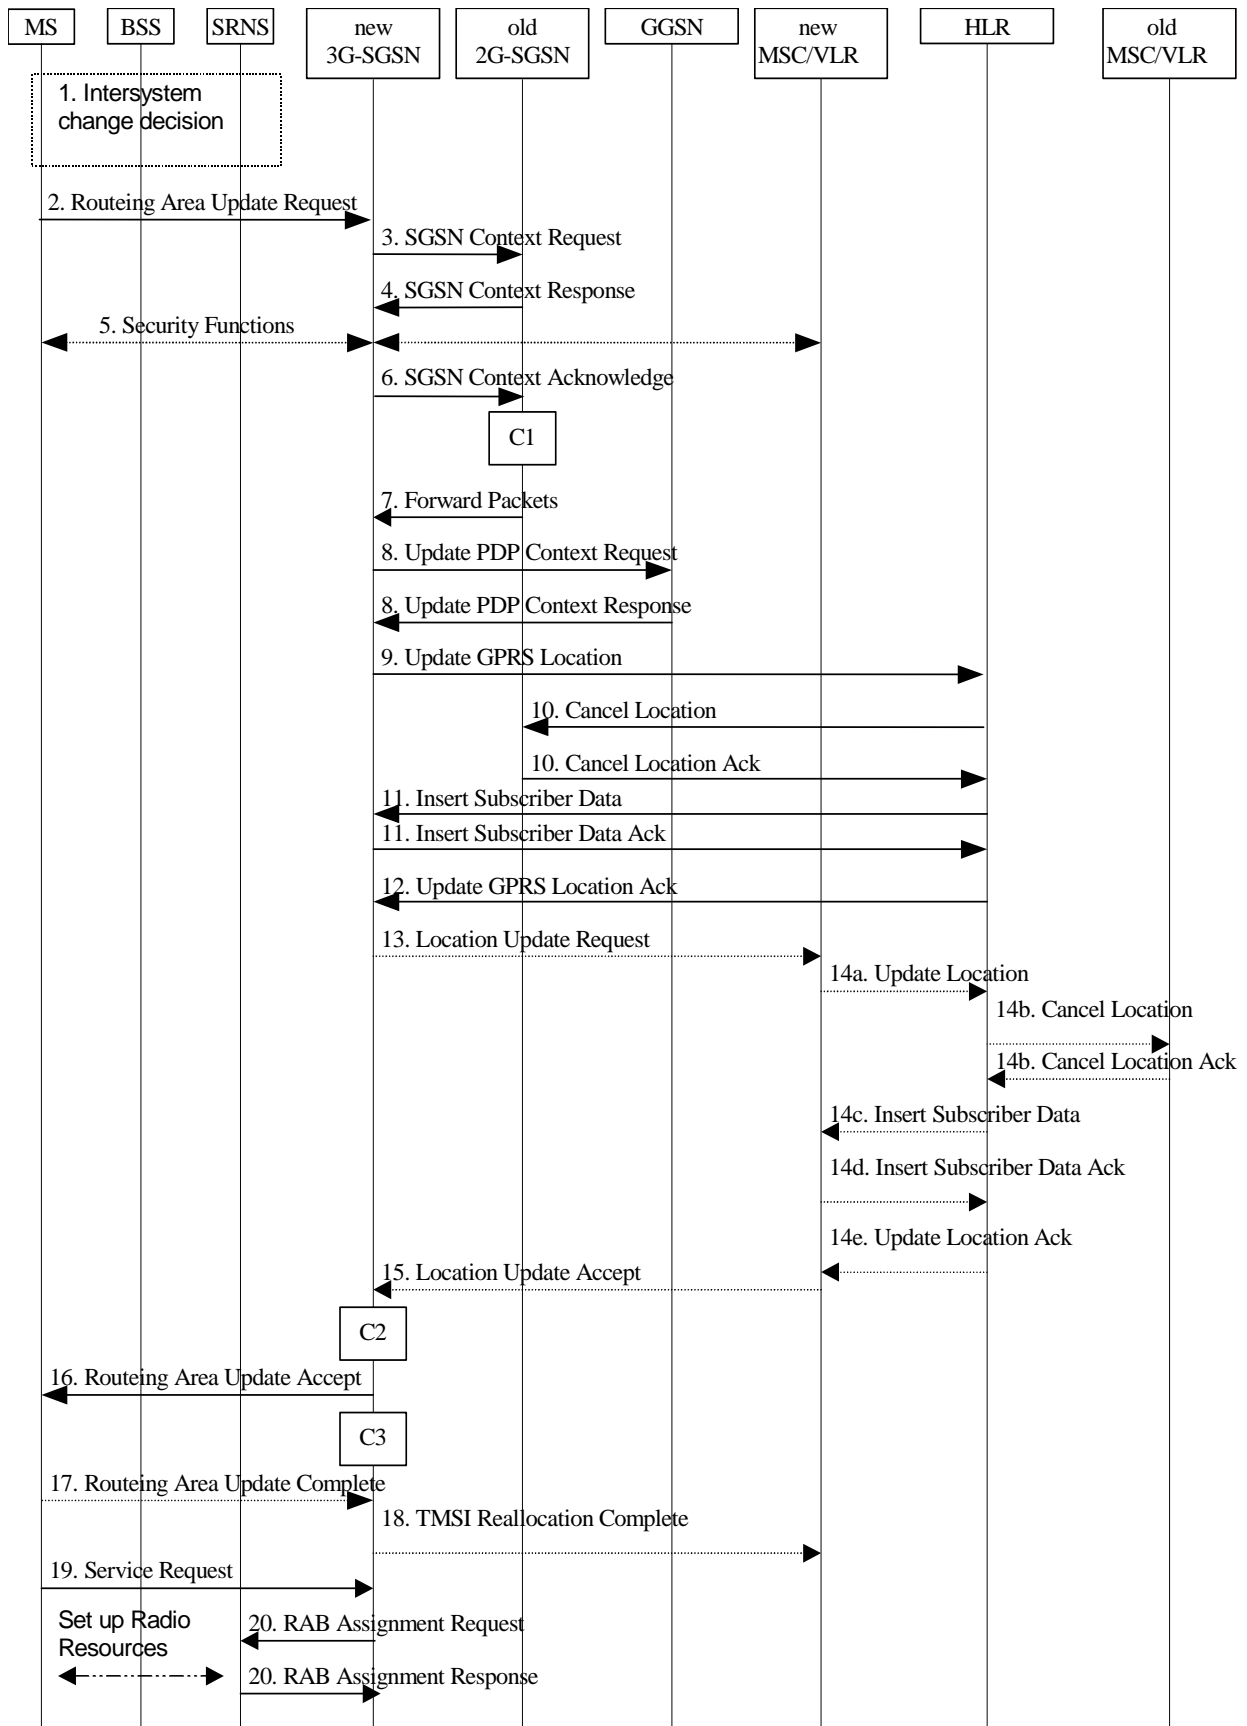 MS
BSS
SRNS
new
3G-SGSN
old
2G-SGSN
GGSN
new
MSC/VLR
HLR
old
MSC/VLR
1. Intersystem
change decision
2. Routeing Area Update Request
3. SGSN Context Request
4. SGSN Context Response
5. Security Functions
6. SGSN Context Acknowledge
C1
7. Forward Packets
8. Update PDP Context Request
8. Update PDP Context Response
9. Update GPRS Location
10. Cancel Location
10. Cancel Location Ack
11. Insert Subscriber Data
11. Insert Subscriber Data Ack
12. Update GPRS Location Ack
13. Location Update Request
14a. Update Location
14b. Cancel Location
14b. Cancel Location Ack
14c. Insert Subscriber Data
14d. Insert Subscriber Data Ack
14e. Update Location Ack
15. Location Update Accept
C2
16. Routeing Area Update Accept
C3
17. Routeing Area Update Complete
18. TMSI Reallocation Complete
19. Service Request
Set up Radio
Resources
20. RAB Assignment Request
20. RAB Assignment Response